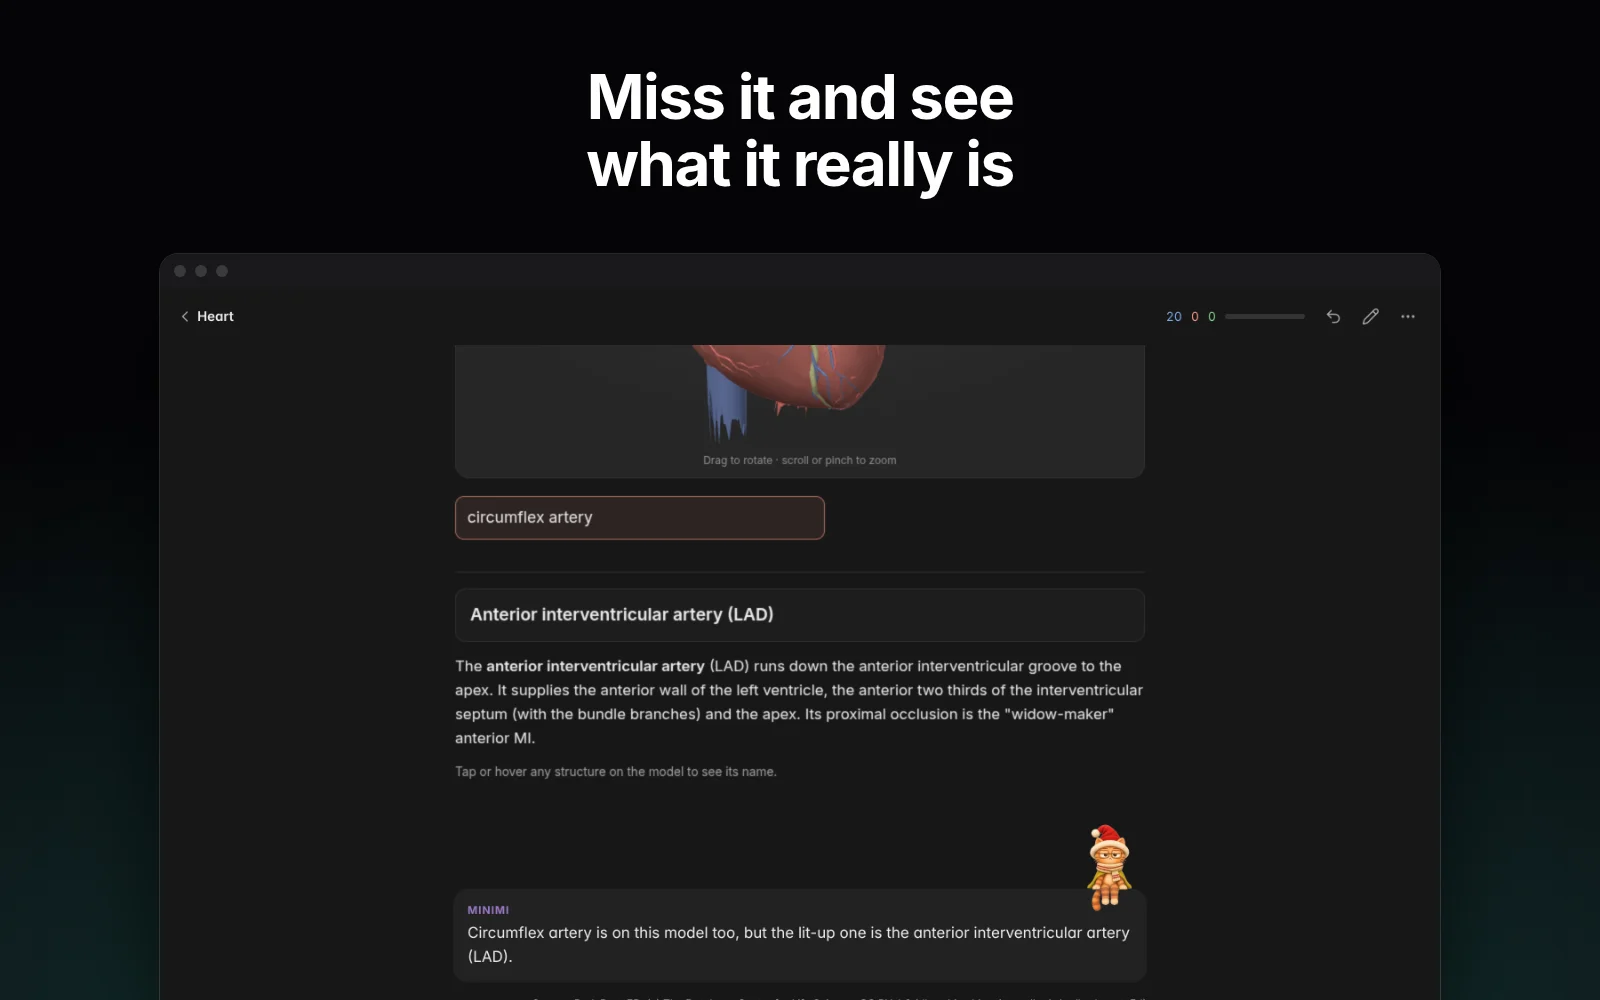 Miss it and see
what it really is
Heart
20 0 0
Drag to rotate · scroll or pinch to zoom
circumflex artery
Anterior interventricular artery (LAD)
The anterior interventricular artery (LAD) runs down the anterior interventricular groove to the
apex. It supplies the anterior wall of the left ventricle, the anterior two thirds of the interventricular
septum (with the bundle branches) and the apex. Its proximal occlusion is the "widow-maker"
anterior MI.
Tap or hover any structure on the model to see its name.
MINIMI
Circumflex artery is on this model too, but the lit-up one is the anterior interventricular artery
(LAD).